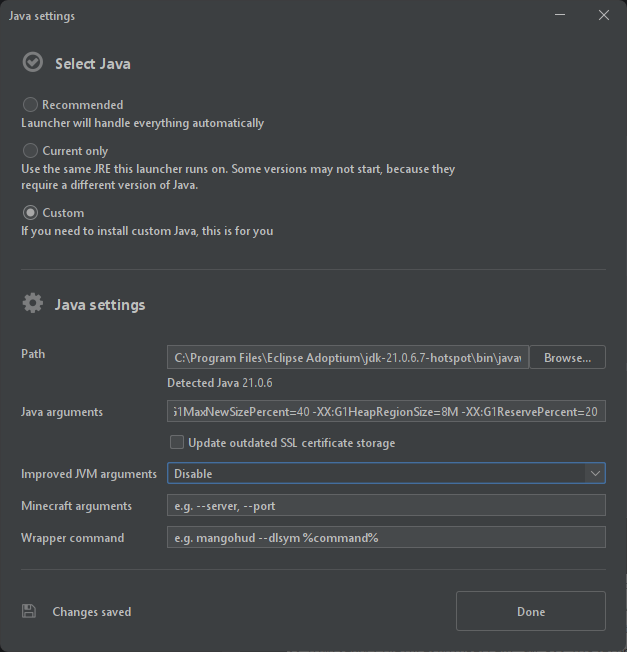 Java settings
Select Java
Recommended
Launcher will handle everything automatically
Current only
Use the same JRE this launcher runs on. Some versions may not start, because they
require a different version of Java.
Custom
If you need to install custom Java, this is for you
Java settings
Path
C:\Program Files\Eclipse Adoptium\jdk-21.0.6.7-hotspot\bin\java
Browse...
Detected Java 21.0.6
Java arguments
G1MaxNewSizePercent=40 -XX:G1HeapRegionSize=8M -XX:G1ReservePercent=20
Update outdated SSL certificate storage
Improved JVM arguments
Disable
Minecraft arguments
e.g. --server, --port
Wrapper command
e.g. mangohud --dlsym %command%
Changes saved
Done